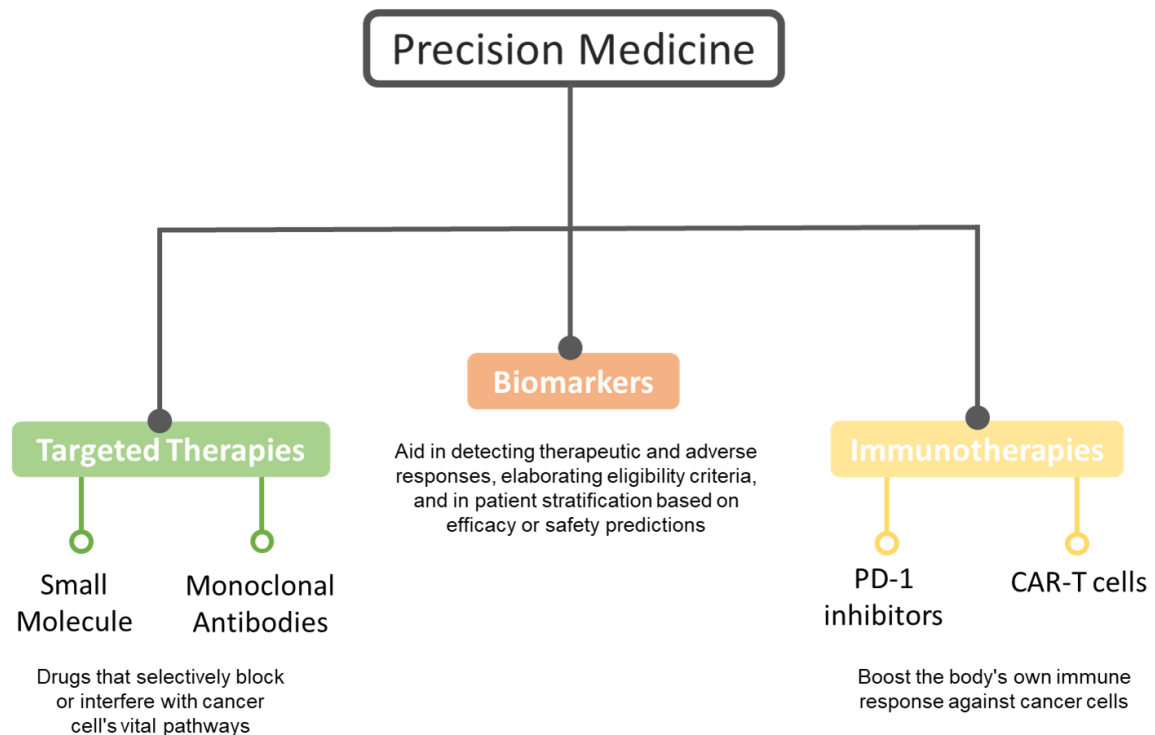 Precision Medicine
Biomarkers
Aid in detecting therapeutic and adverse
responses, elaborating eligibility criteria,
and in patient stratification based on
efficacy or safety predictions
Targeted Therapies
Small
Molecule
Monoclonal
Antibodies
Drugs that selectively block
or interfere with cancer
cell's vital pathways
Immunotherapies
PD-1
inhibitors
CAR-T cells
Boost the body's own immune
response against cancer cells